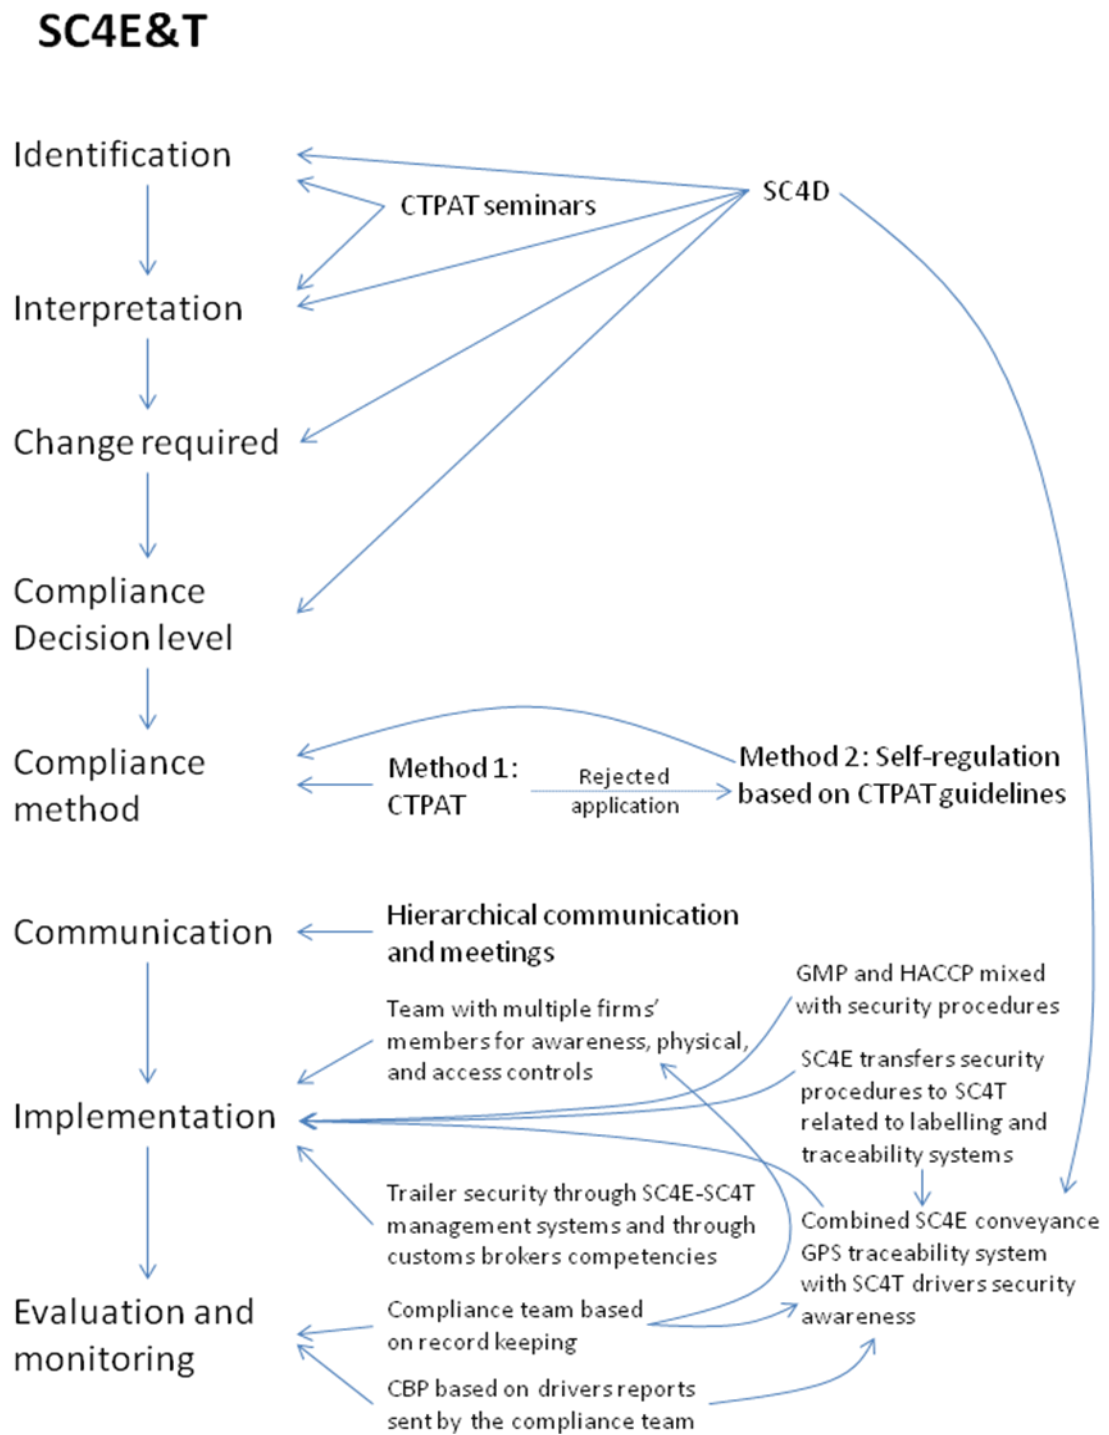 SC4E&T
Identification
CTPAT seminars
SC4D
Interpretation
Change required
Compliance
Decision level
Compliance
method
Method 1:
CTPAT
Rejected
application
Method 2: Self-regulation
based on CTPAT guidelines
Communication
Hierarchical communication
and meetings
GMP and HACCP mixed
with security procedures
Team with multiple firms’
members for awareness, physical,
and access controls
SC4E transfers security
procedures to SC4T
related to labelling and
traceability systems
Implementation
Trailer security through SC4E-SC4T
management systems and through
customs brokers competencies
Combined SC4E conveyance
GPS traceability system
with SC4T drivers security
awareness
Evaluation and
monitoring
Compliance team based
on record keeping
CBP based on drivers reports
sent by the compliance team